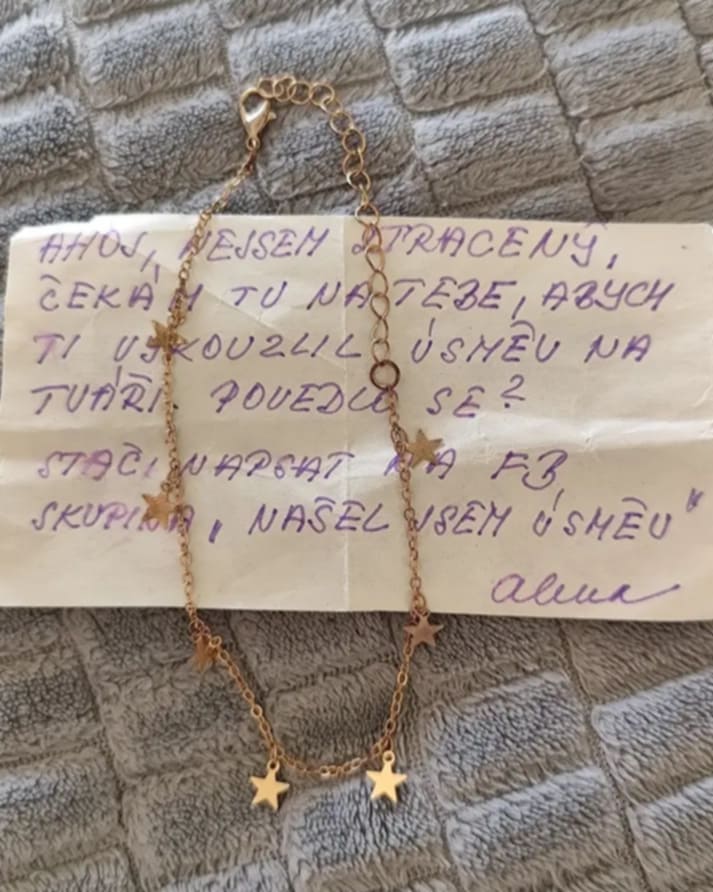 AHOJ, NEJSEM ZTRACENÝ,
ČEKÁM TU NA TEBE, ABYCH
TI VYKOUZLIL ÚSMĚV NA
TVÁŘI. POVEDLO SE?
STAČÍ NAPSAT NA FB
SKUPINA „NAŠEL JSEM ÚSMĚV"
Alena